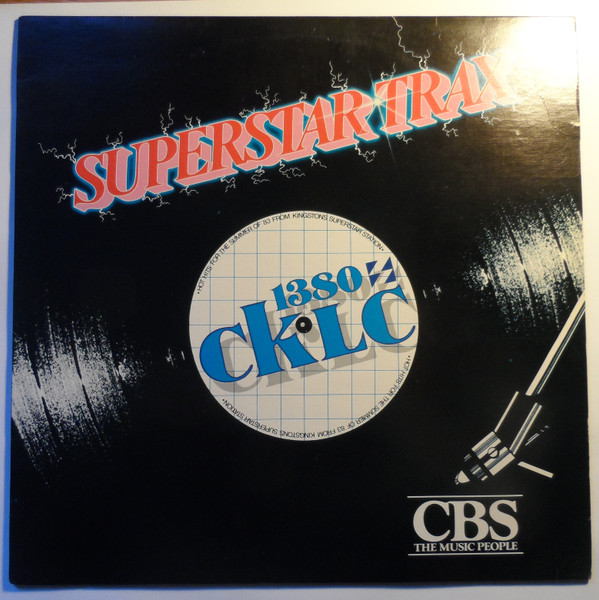 SUPERSTAR TRAX
•HOT HITS FOR THE SUMMER OF 83 FROM KINGSTONS SUPERSTAR STATION•
1380
CKLC
•HOT HITS FOR THE SUMMER OF 83 FROM KINGSTONS SUPERSTAR STATION•
CBS
THE MUSIC PEOPLE